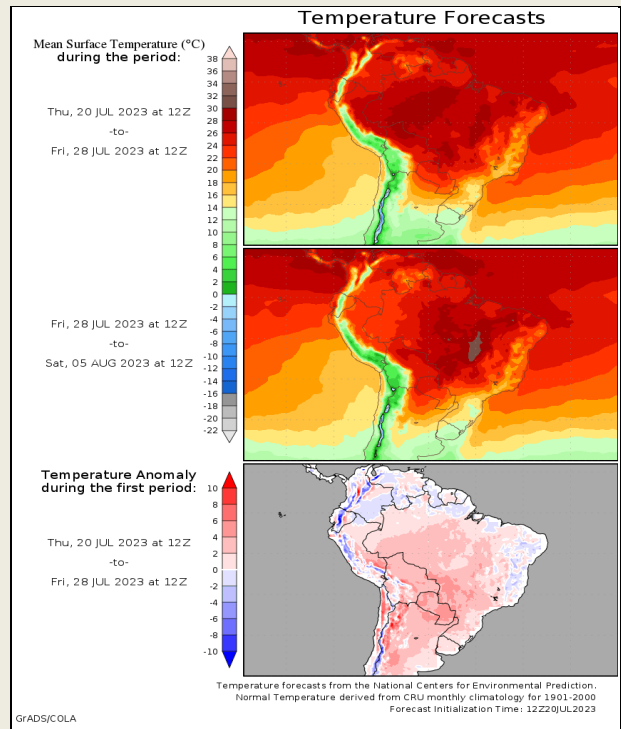 Temperature Forecasts
Mean Surface Temperature (°C)
during the period:
Thu, 20 JUL 2023 at 12Z
-to-
Fri, 28 JUL 2023 at 12Z
38
36
34
32
30
28
26
24
22
20
18
16
14
12
10
8
6
4
2
0
-2
-4
-6
-8
-10
-12
-14
-16
-18
-20
-22
Fri, 28 JUL 2023 at 12Z
-to-
Sat, 05 AUG 2023 at 12Z
Temperature Anomaly
during the first period:
Thu, 20 JUL 2023 at 12Z
-to-
Fri, 28 JUL 2023 at 12Z
10
8
6
4
2
0
-2
-4
-6
-8
-10
Temperature forecasts from the National Centers for Environmental Prediction.
Normal Temperature derived from CRU monthly climatology for 1901-2000
Forecast Initialization Time: 12Z20JUL2023
GrADS/COLA